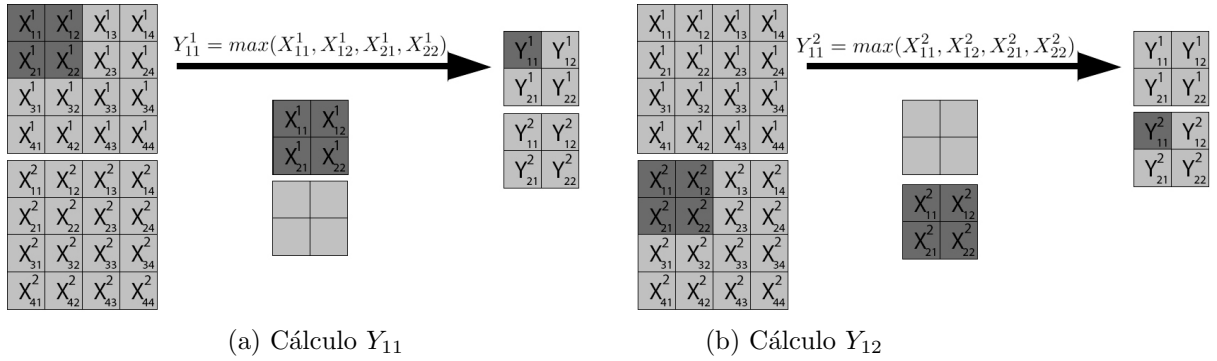 X^1_11 X^1_12 X^1_13 X^1_14
X^1_21 X^1_22 X^1_23 X^1_24
X^1_31 X^1_32 X^1_33 X^1_34
X^1_41 X^1_42 X^1_43 X^1_44
X^2_11 X^2_12 X^2_13 X^2_14
X^2_21 X^2_22 X^2_23 X^2_24
X^2_31 X^2_32 X^2_33 X^2_34
X^2_41 X^2_42 X^2_43 X^2_44
Y^1_11 = max(X^1_11, X^1_12, X^1_21, X^1_22)
X^1_11 X^1_12
X^1_21 X^1_22
Y^1_11 Y^1_12
Y^1_21 Y^1_22
Y^2_11 Y^2_12
Y^2_21 Y^2_22
(a) Cálculo Y_11
X^1_11 X^1_12 X^1_13 X^1_14
X^1_21 X^1_22 X^1_23 X^1_24
X^1_31 X^1_32 X^1_33 X^1_34
X^1_41 X^1_42 X^1_43 X^1_44
X^2_11 X^2_12 X^2_13 X^2_14
X^2_21 X^2_22 X^2_23 X^2_24
X^2_31 X^2_32 X^2_33 X^2_34
X^2_41 X^2_42 X^2_43 X^2_44
Y^2_11 = max(X^2_11, X^2_12, X^2_21, X^2_22)
X^2_11 X^2_12
X^2_21 X^2_22
Y^1_11 Y^1_12
Y^1_21 Y^1_22
Y^2_11 Y^2_12
Y^2_21 Y^2_22
(b) Cálculo Y_12